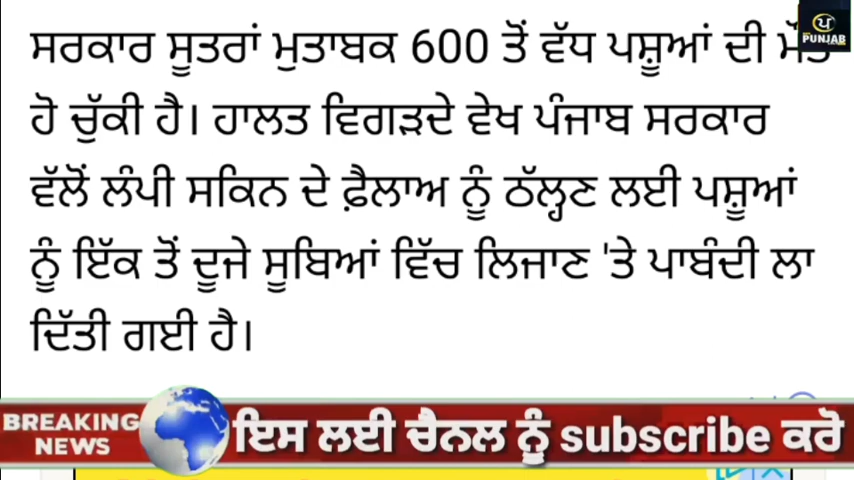 ਸਰਕਾਰ ਸੂਤਰਾਂ ਮੁਤਾਬਕ 600 ਤੋਂ ਵੱਧ ਪਸ਼ੂਆਂ ਦੀ ਮੌਤ
ਹੋ ਚੁੱਕੀ ਹੈ। ਹਾਲਤ ਵਿਗੜਦੇ ਵੇਖ ਪੰਜਾਬ ਸਰਕਾਰ
ਵੱਲੋਂ ਲੰਪੀ ਸਕਿਨ ਦੇ ਫ਼ੈਲਾਅ ਨੂੰ ਠੱਲ੍ਹਣ ਲਈ ਪਸ਼ੂਆਂ
ਨੂੰ ਇੱਕ ਤੋਂ ਦੂਜੇ ਸੂਬਿਆਂ ਵਿੱਚ ਲਿਜਾਣ 'ਤੇ ਪਾਬੰਦੀ ਲਾ
ਦਿੱਤੀ ਗਈ ਹੈ।
ਪ
PUNJAB
BREAKING
NEWS
ਇਸ ਲਈ ਚੈਨਲ ਨੂੰ subscribe ਕਰੋ